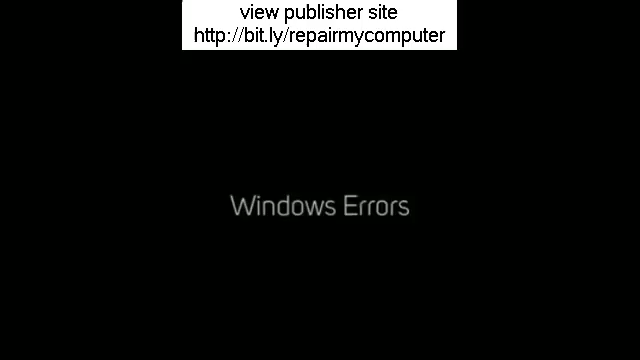 view publisher site
http://bit.ly/repairmycomputer
Windows Errors